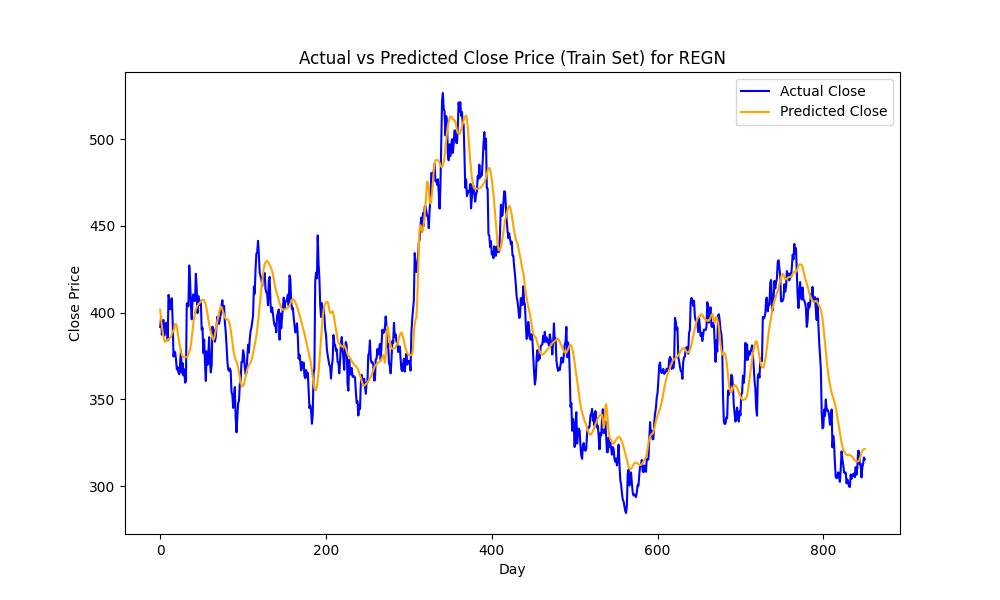 Actual vs Predicted Close Price (Train Set) for REGN
Actual Close
Predicted Close
Close Price
500
450
400
350
300
0 200 400 600 800
Day